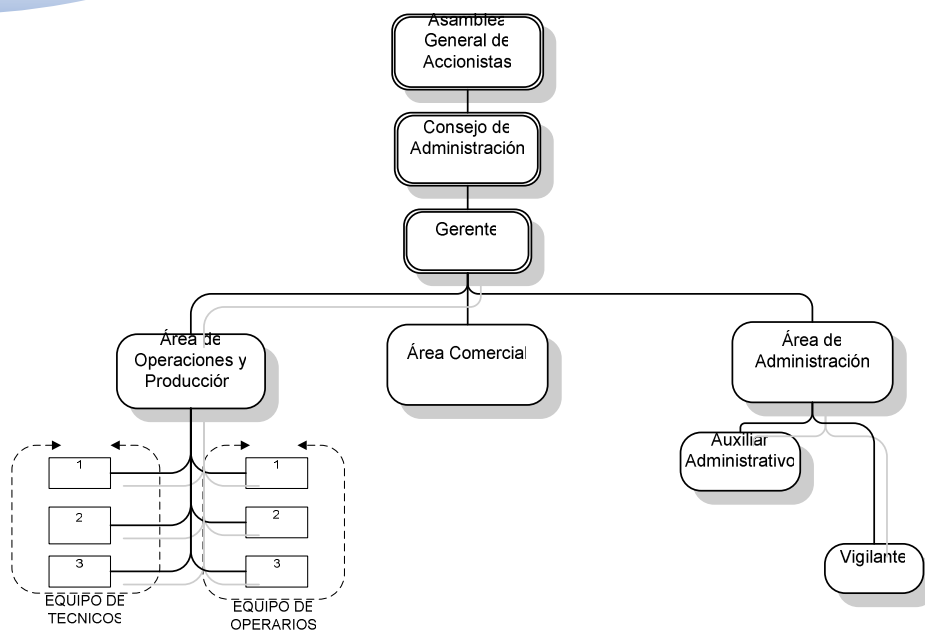 Asamblea
General de
Accionistas
Consejo de
Administración
Gerente
Área de
Operaciones y
Producción
Área Comercial
Área de
Administración
Auxiliar
Administrativo
Vigilante
1
2
3
EQUIPO DE
TECNICOS
1
2
3
EQUIPO DE
OPERARIOS